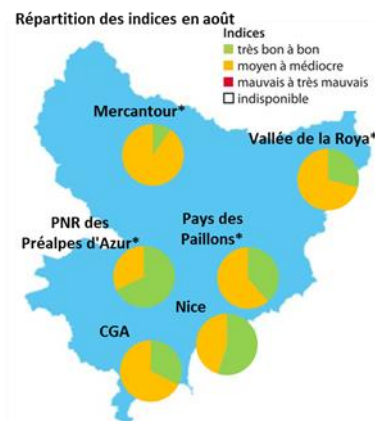 Répartition des indices en août
Indices
très bon à bon
moyen à médiocre
mauvais à très mauvais
indisponible
Mercantour*
Vallée de la Roya*
PNR des
Préalpes d'Azur*
Pays des
Paillons*
Nice
CGA